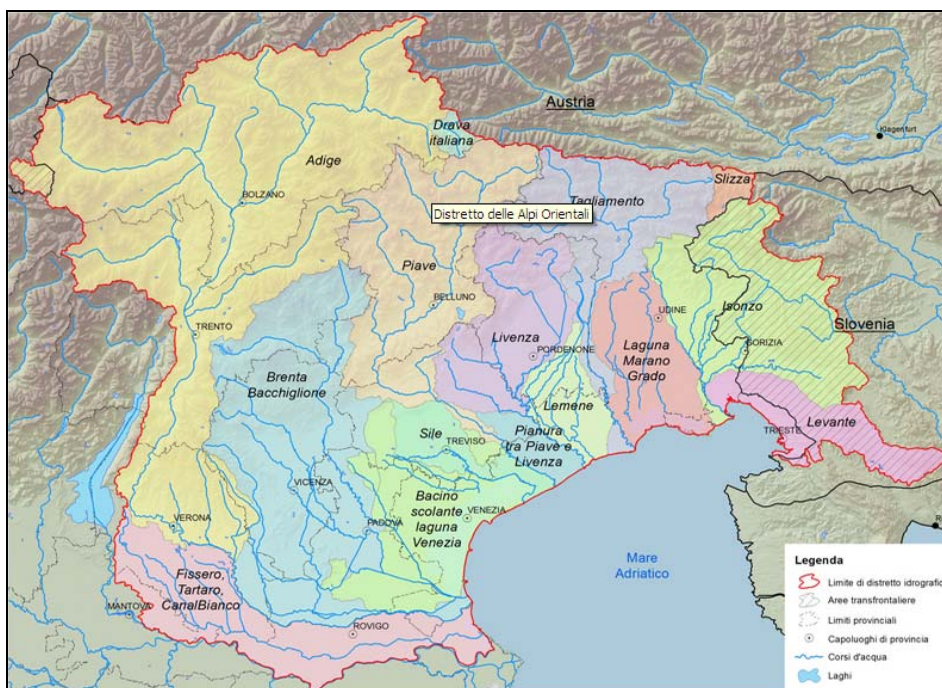 Austria
Klagenfurt
Drava
italiana
Adige
Slizza
BOLZANO
Tagliamento
Distretto delle Alpi Orientali
Piave
Isonzo
BELLUNO
UDINE
Slovenia
TRENTO
Livenza
PORDENONE
Laguna
Marano
Grado
GORIZIA
Brenta
Bacchiglione
Lemene
Levante
TRIESTE
Sile
TREVISO
Pianura
tra Piave e
Livenza
VICENZA
Bacino
scolante
laguna
Venezia
VENEZIA
PADOVA
VERONA
Mare
Adriatico
Fissero,
Tartaro,
CanalBianco
MANTOVA
ROVIGO
Legenda
Limite di distretto idrografic
Aree transfrontaliere
Limiti provinciali
Capoluoghi di provincia
Corsi d'acqua
Laghi